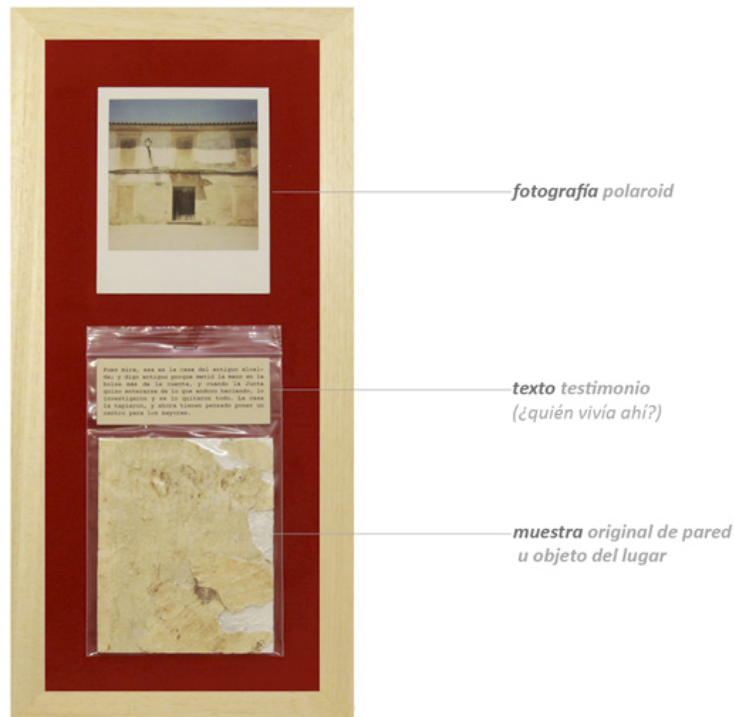 fotografía polaroid
Pues mira, esa es la casa del antiguo alcal-
de; y digo antiguo porque metió la mano en la
bolsa más de la cuenta, y cuando la Junta
quiso enterarse de lo que anduvo haciendo, lo
investigaron y se lo quitaron todo. La casa
la tapiaron, y ahora tienen pensado poner un
centro para los mayores.
texto testimonio
(¿quién vivía ahí?)
muestra original de pared
u objeto del lugar